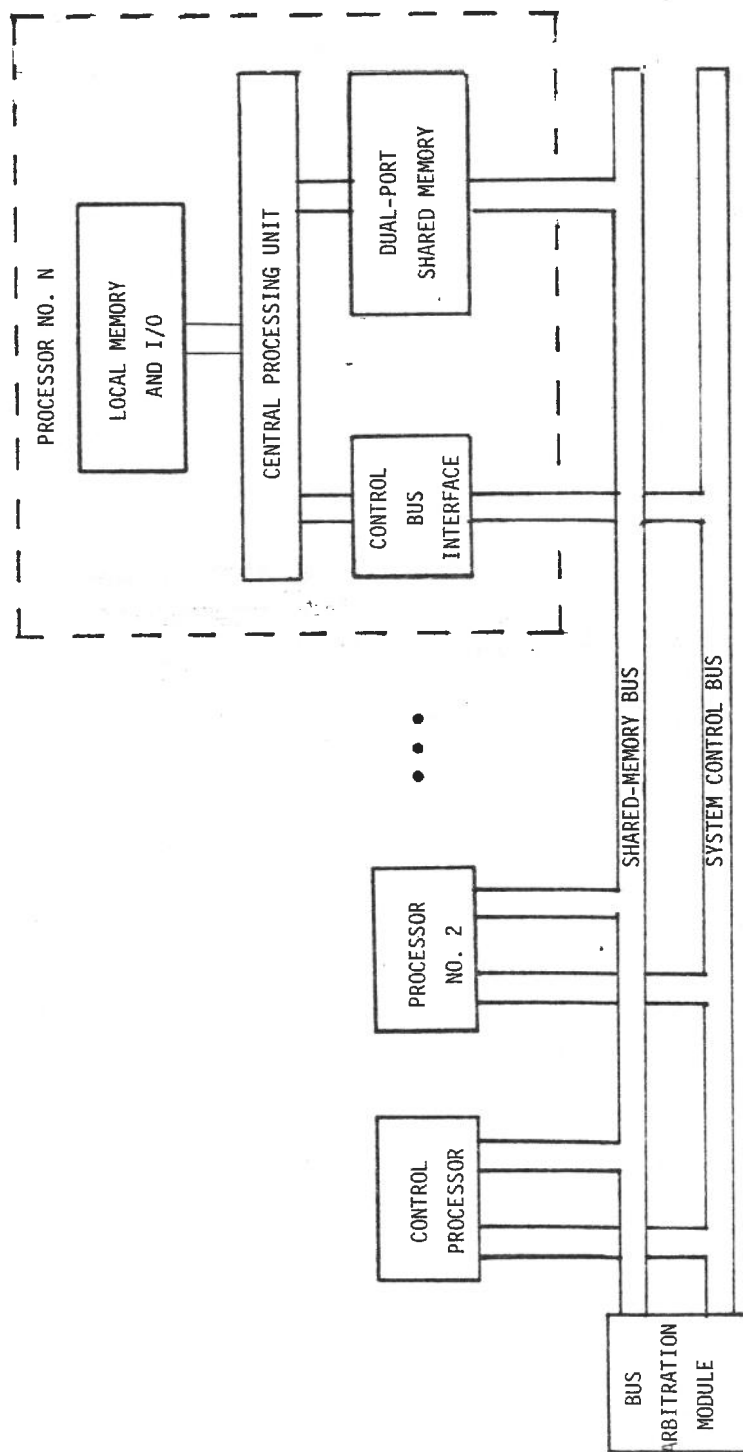 PROCESSOR NO. N
LOCAL MEMORY
AND I/O
CENTRAL PROCESSING UNIT
CONTROL
BUS
INTERFACE
DUAL-PORT
SHARED MEMORY
PROCESSOR
NO. 2
CONTROL
PROCESSOR
SHARED-MEMORY BUS
SYSTEM CONTROL BUS
BUS
ARBITRATION
MODULE